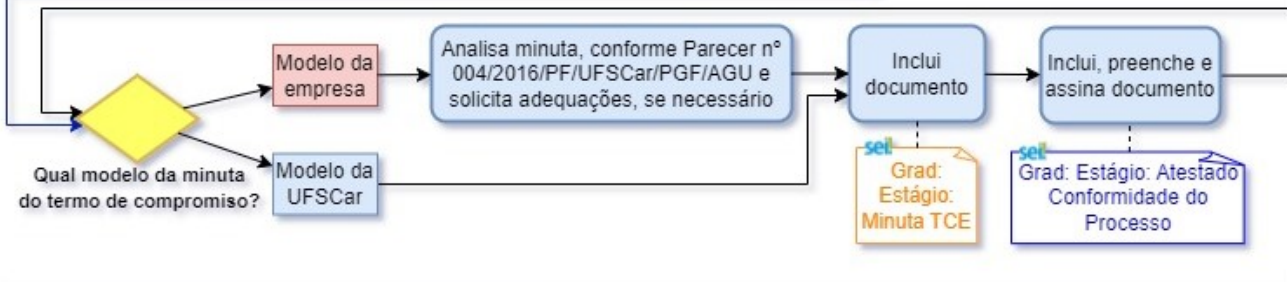 Qual modelo da minuta
do termo de compromiso?
Modelo da
empresa
Modelo da
UFSCar
Analisa minuta, conforme Parecer nº
004/2016/PF/UFSCar/PGF/AGU e
solicita adequações, se necessário
Inclui
documento
sei!
Grad:
Estágio:
Minuta TCE
Inclui, preenche e
assina documento
sei!
Grad: Estágio: Atestado
Conformidade do
Processo